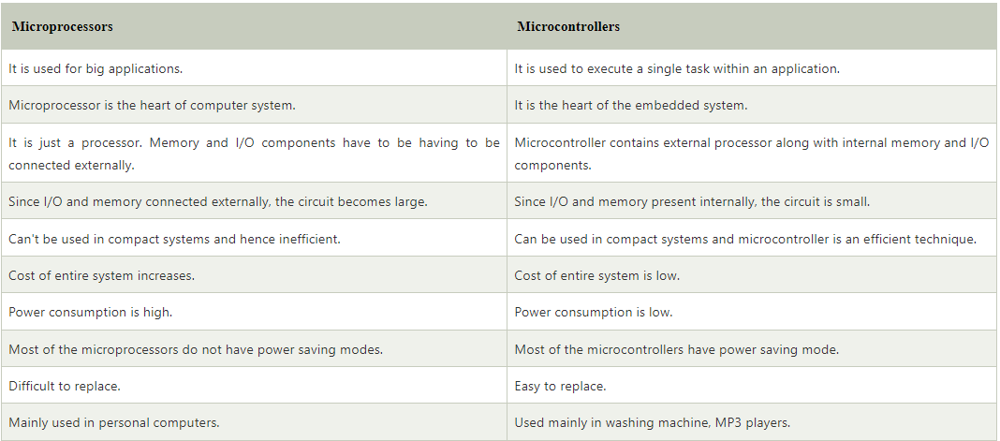 Microprocessors
Microcontrollers
It is used for big applications.
It is used to execute a single task within an application.
Microprocessor is the heart of computer system.
It is the heart of the embedded system.
It is just a processor. Memory and I/O components have to be having to be
connected externally.
Microcontroller contains external processor along with internal memory and I/O
components.
Since I/O and memory connected externally, the circuit becomes large.
Since I/O and memory present internally, the circuit is small.
Can't be used in compact systems and hence inefficient.
Can be used in compact systems and microcontroller is an efficient technique.
Cost of entire system increases.
Cost of entire system is low.
Power consumption is high.
Power consumption is low.
Most of the microprocessors do not have power saving modes.
Most of the microcontrollers have power saving mode.
Difficult to replace.
Easy to replace.
Mainly used in personal computers.
Used mainly in washing machine, MP3 players.